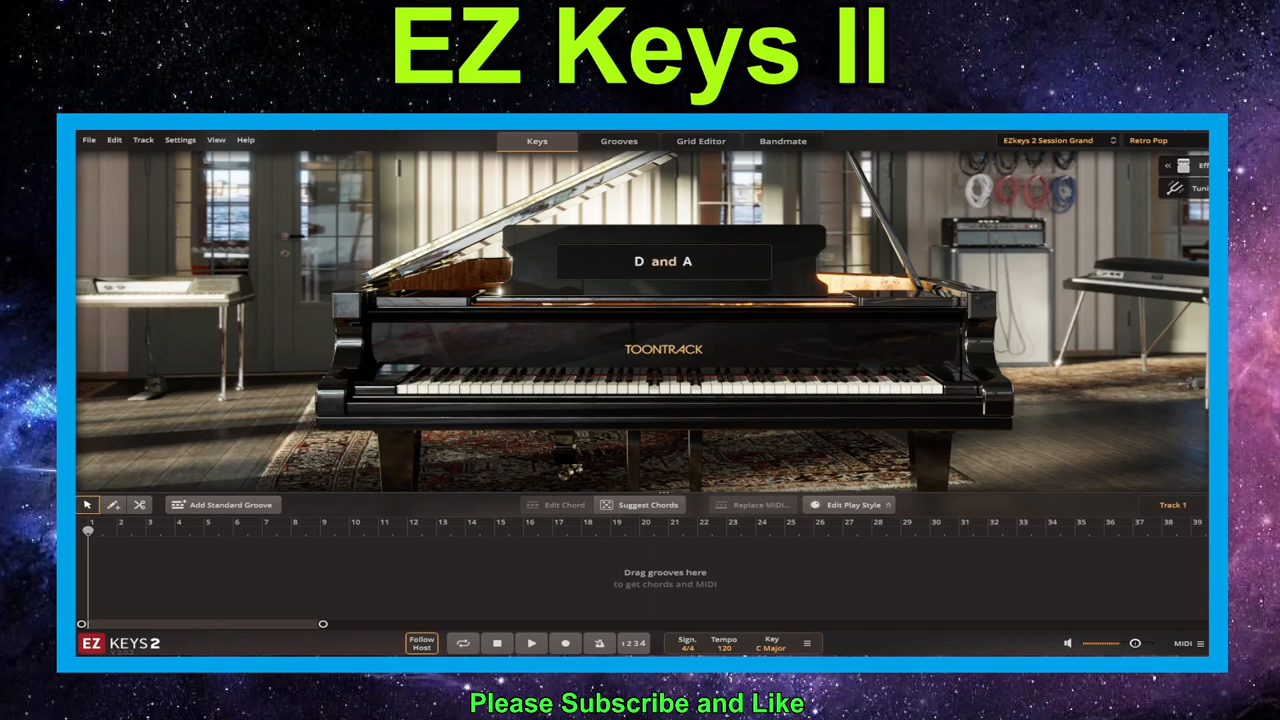 EZ Keys II
File Edit Track Settings View Help
Keys Grooves Grid Editor Bandmate
EZkeys 2 Session Grand Retro Pop
Eff
Tuni
D and A
TOONTRACK
Add Standard Groove Edit Chord Suggest Chords Replace MIDI... Edit Play Style Track 1
1 2 3 4 5 6 7 8 9 10 11 12 13 14 15 16 17 18 19 20 21 22 23 24 25 26 27 28 29 30 31 32 33 34 35 36 37 38 39
Drag grooves here
to get chords and MIDI
EZ KEYS 2
Follow Host
1 2 3 4
Sign. Tempo Key
4/4 120 C Major
MIDI
Please Subscribe and Like